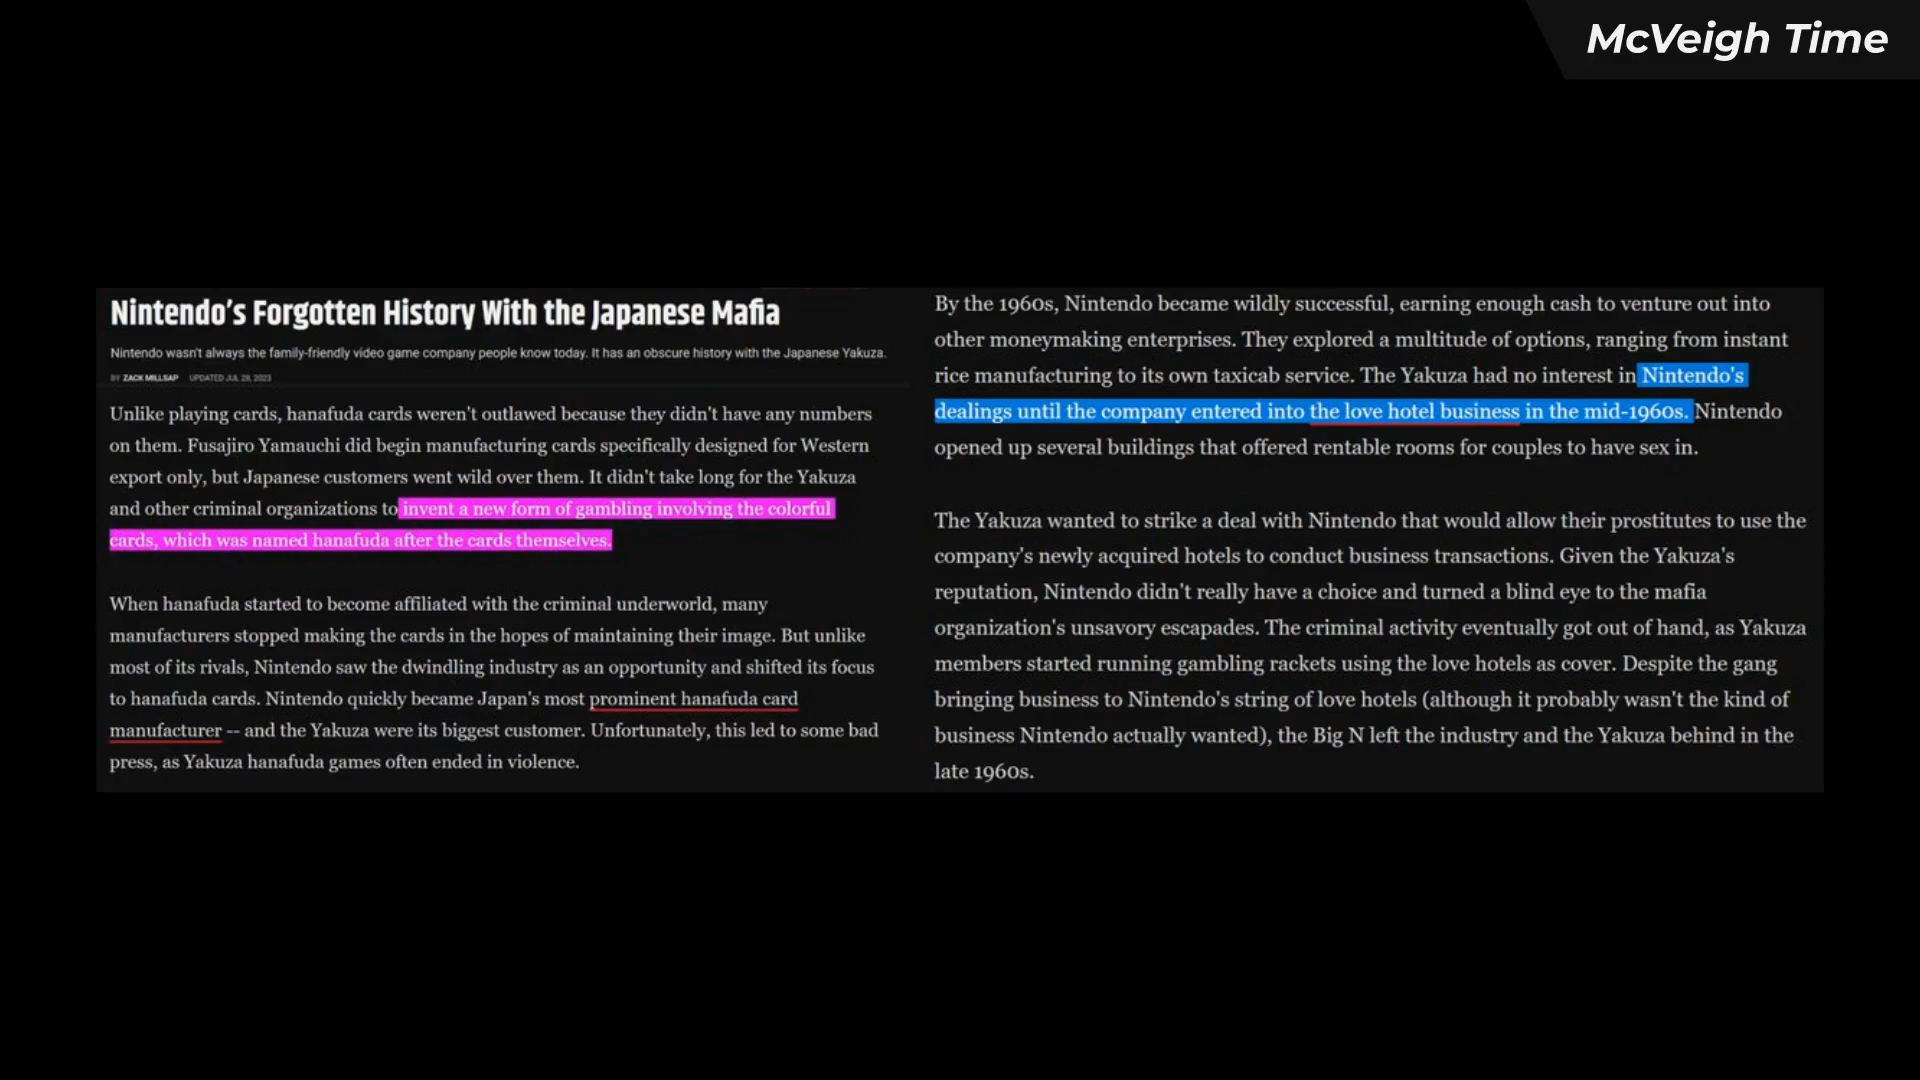 McVeigh Time
Nintendo's Forgotten History With the Japanese Mafia
Nintendo wasn't always the family-friendly video game company people know today. It has an obscure history with the Japanese Yakuza.
BY ZACK MILLSAP UPDATED JUL 28, 2023
Unlike playing cards, hanafuda cards weren't outlawed because they didn't have any numbers
on them. Fusajiro Yamauchi did begin manufacturing cards specifically designed for Western
export only, but Japanese customers went wild over them. It didn't take long for the Yakuza
and other criminal organizations to invent a new form of gambling involving the colorful
cards, which was named hanafuda after the cards themselves.
When hanafuda started to become affiliated with the criminal underworld, many
manufacturers stopped making the cards in the hopes of maintaining their image. But unlike
most of its rivals, Nintendo saw the dwindling industry as an opportunity and shifted its focus
to hanafuda cards. Nintendo quickly became Japan's most prominent hanafuda card
manufacturer -- and the Yakuza were its biggest customer. Unfortunately, this led to some bad
press, as Yakuza hanafuda games often ended in violence.
By the 1960s, Nintendo became wildly successful, earning enough cash to venture out into
other moneymaking enterprises. They explored a multitude of options, ranging from instant
rice manufacturing to its own taxicab service. The Yakuza had no interest in Nintendo's
dealings until the company entered into the love hotel business in the mid-1960s. Nintendo
opened up several buildings that offered rentable rooms for couples to have sex in.
The Yakuza wanted to strike a deal with Nintendo that would allow their prostitutes to use the
company's newly acquired hotels to conduct business transactions. Given the Yakuza's
reputation, Nintendo didn't really have a choice and turned a blind eye to the mafia
organization's unsavory escapades. The criminal activity eventually got out of hand, as Yakuza
members started running gambling rackets using the love hotels as cover. Despite the gang
bringing business to Nintendo's string of love hotels (although it probably wasn't the kind of
business Nintendo actually wanted), the Big N left the industry and the Yakuza behind in the
late 1960s.